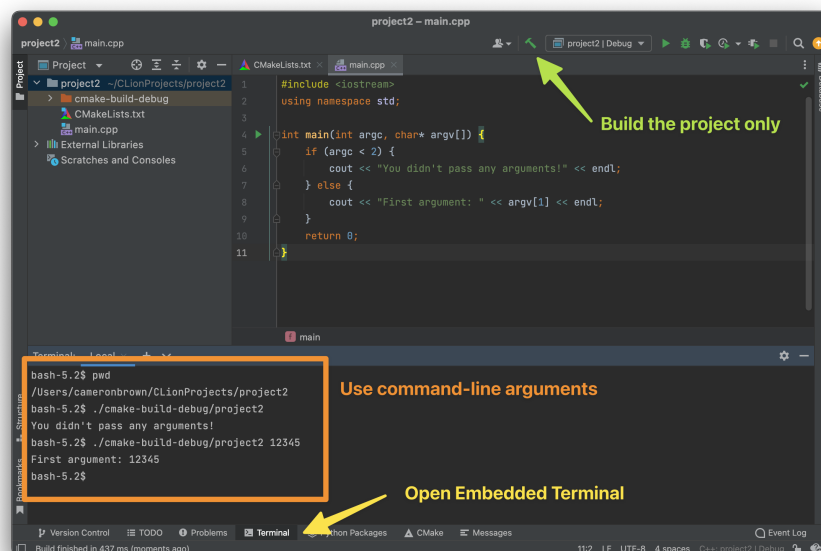 project2 – main.cpp
project2 main.cpp
project2 | Debug
Project
CMakeLists.txt
main.cpp
Project
project2 ~/CLionProjects/project2
cmake-build-debug
CMakeLists.txt
main.cpp
External Libraries
Scratches and Consoles
1 #include <iostream>
2 using namespace std;
3
4 int main(int argc, char* argv[]) {
5 if (argc < 2) {
6 cout << "You didn't pass any arguments!" << endl;
7 } else {
8 cout << "First argument: " << argv[1] << endl;
9 }
10 return 0;
11 }
Build the project only
f main
Terminal: Local
bash-5.2$ pwd
/Users/cameronbrown/CLionProjects/project2
bash-5.2$ ./cmake-build-debug/project2
You didn't pass any arguments!
bash-5.2$ ./cmake-build-debug/project2 12345
First argument: 12345
bash-5.2$
Use command-line arguments
Open Embedded Terminal
Structure
Bookmarks
Version Control
TODO
Problems
Terminal
Python Packages
CMake
Messages
Event Log
Build finished in 437 ms (moments ago)
11:2 LF UTF-8 4 spaces C++: project2 | Debug